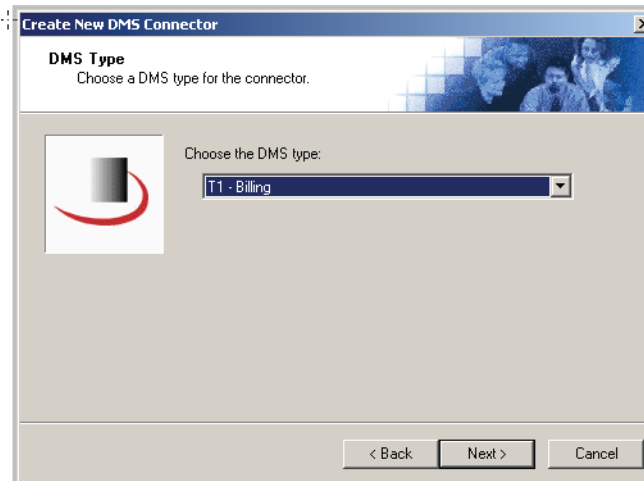 Create New DMS Connector
DMS Type
Choose a DMS type for the connector.
Choose the DMS type:
T1 - Billing
< Back Next > Cancel